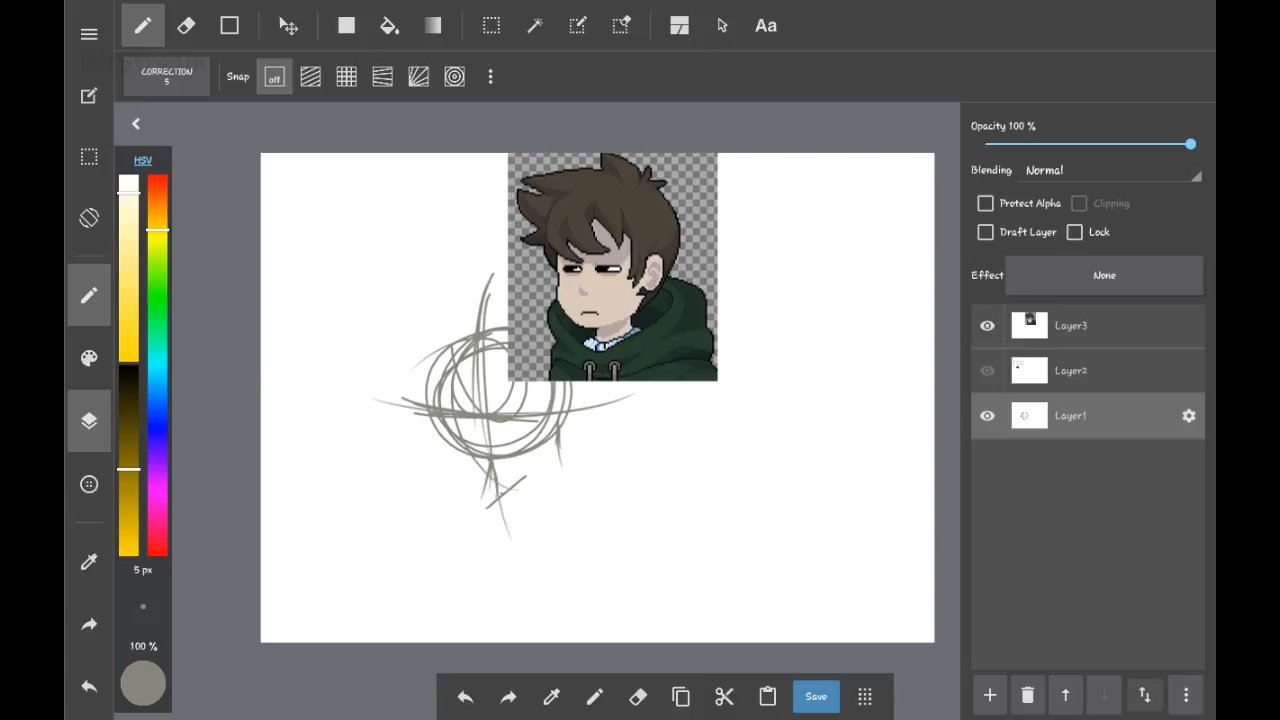 Aa
CORRECTION
5
Snap
off
HSV
Opacity 100 %
Blending Normal
Protect Alpha Clipping
Draft Layer Lock
Effect None
Layer3
Layer2
Layer1
5 px
100 %
Save